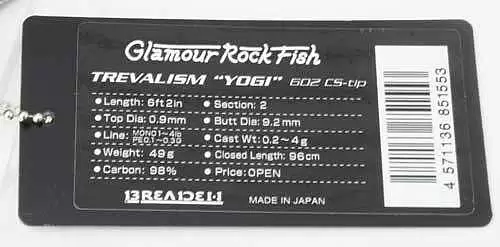 Glamour Rock Fish
TREVALISM "YOGI" 602 CS-tip
• Length: 6ft2in • Section: 2
• Top Dia: 0.9mm • Butt Dia: 9.2mm
• Line: MONO1~4lb PE0.1~0.3G • Cast Wt: 0.2~4g
• Weight: 49g • Closed Length: 96cm
• Carbon: 98% • Price: OPEN
BREADEN MADE IN JAPAN
4 571136 851553